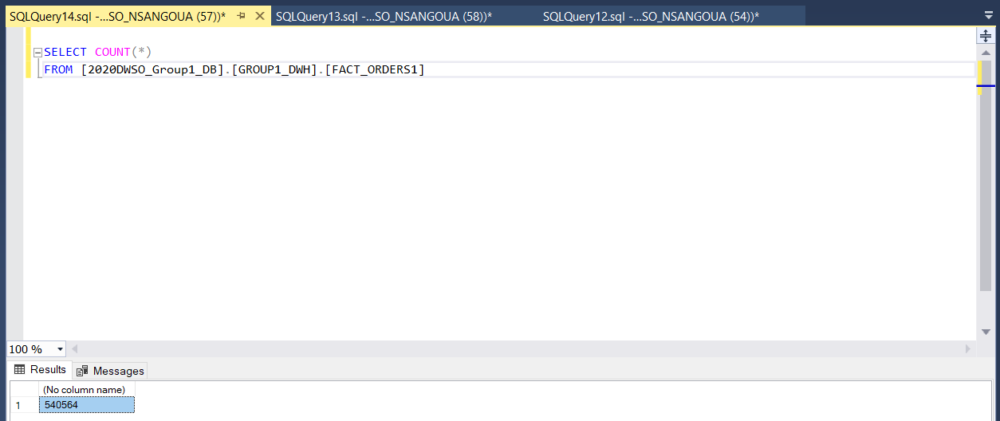 SQLQuery14.sql -...SO_NSANGOUA (57))* SQLQuery13.sql -...SO_NSANGOUA (58))* SQLQuery12.sql -...SO_NSANGOUA (54))*
SELECT COUNT(*)
FROM [2020DWSO_Group1_DB].[GROUP1_DWH].[FACT_ORDERS1]
100 %
Results Messages
(No column name)
1 540564